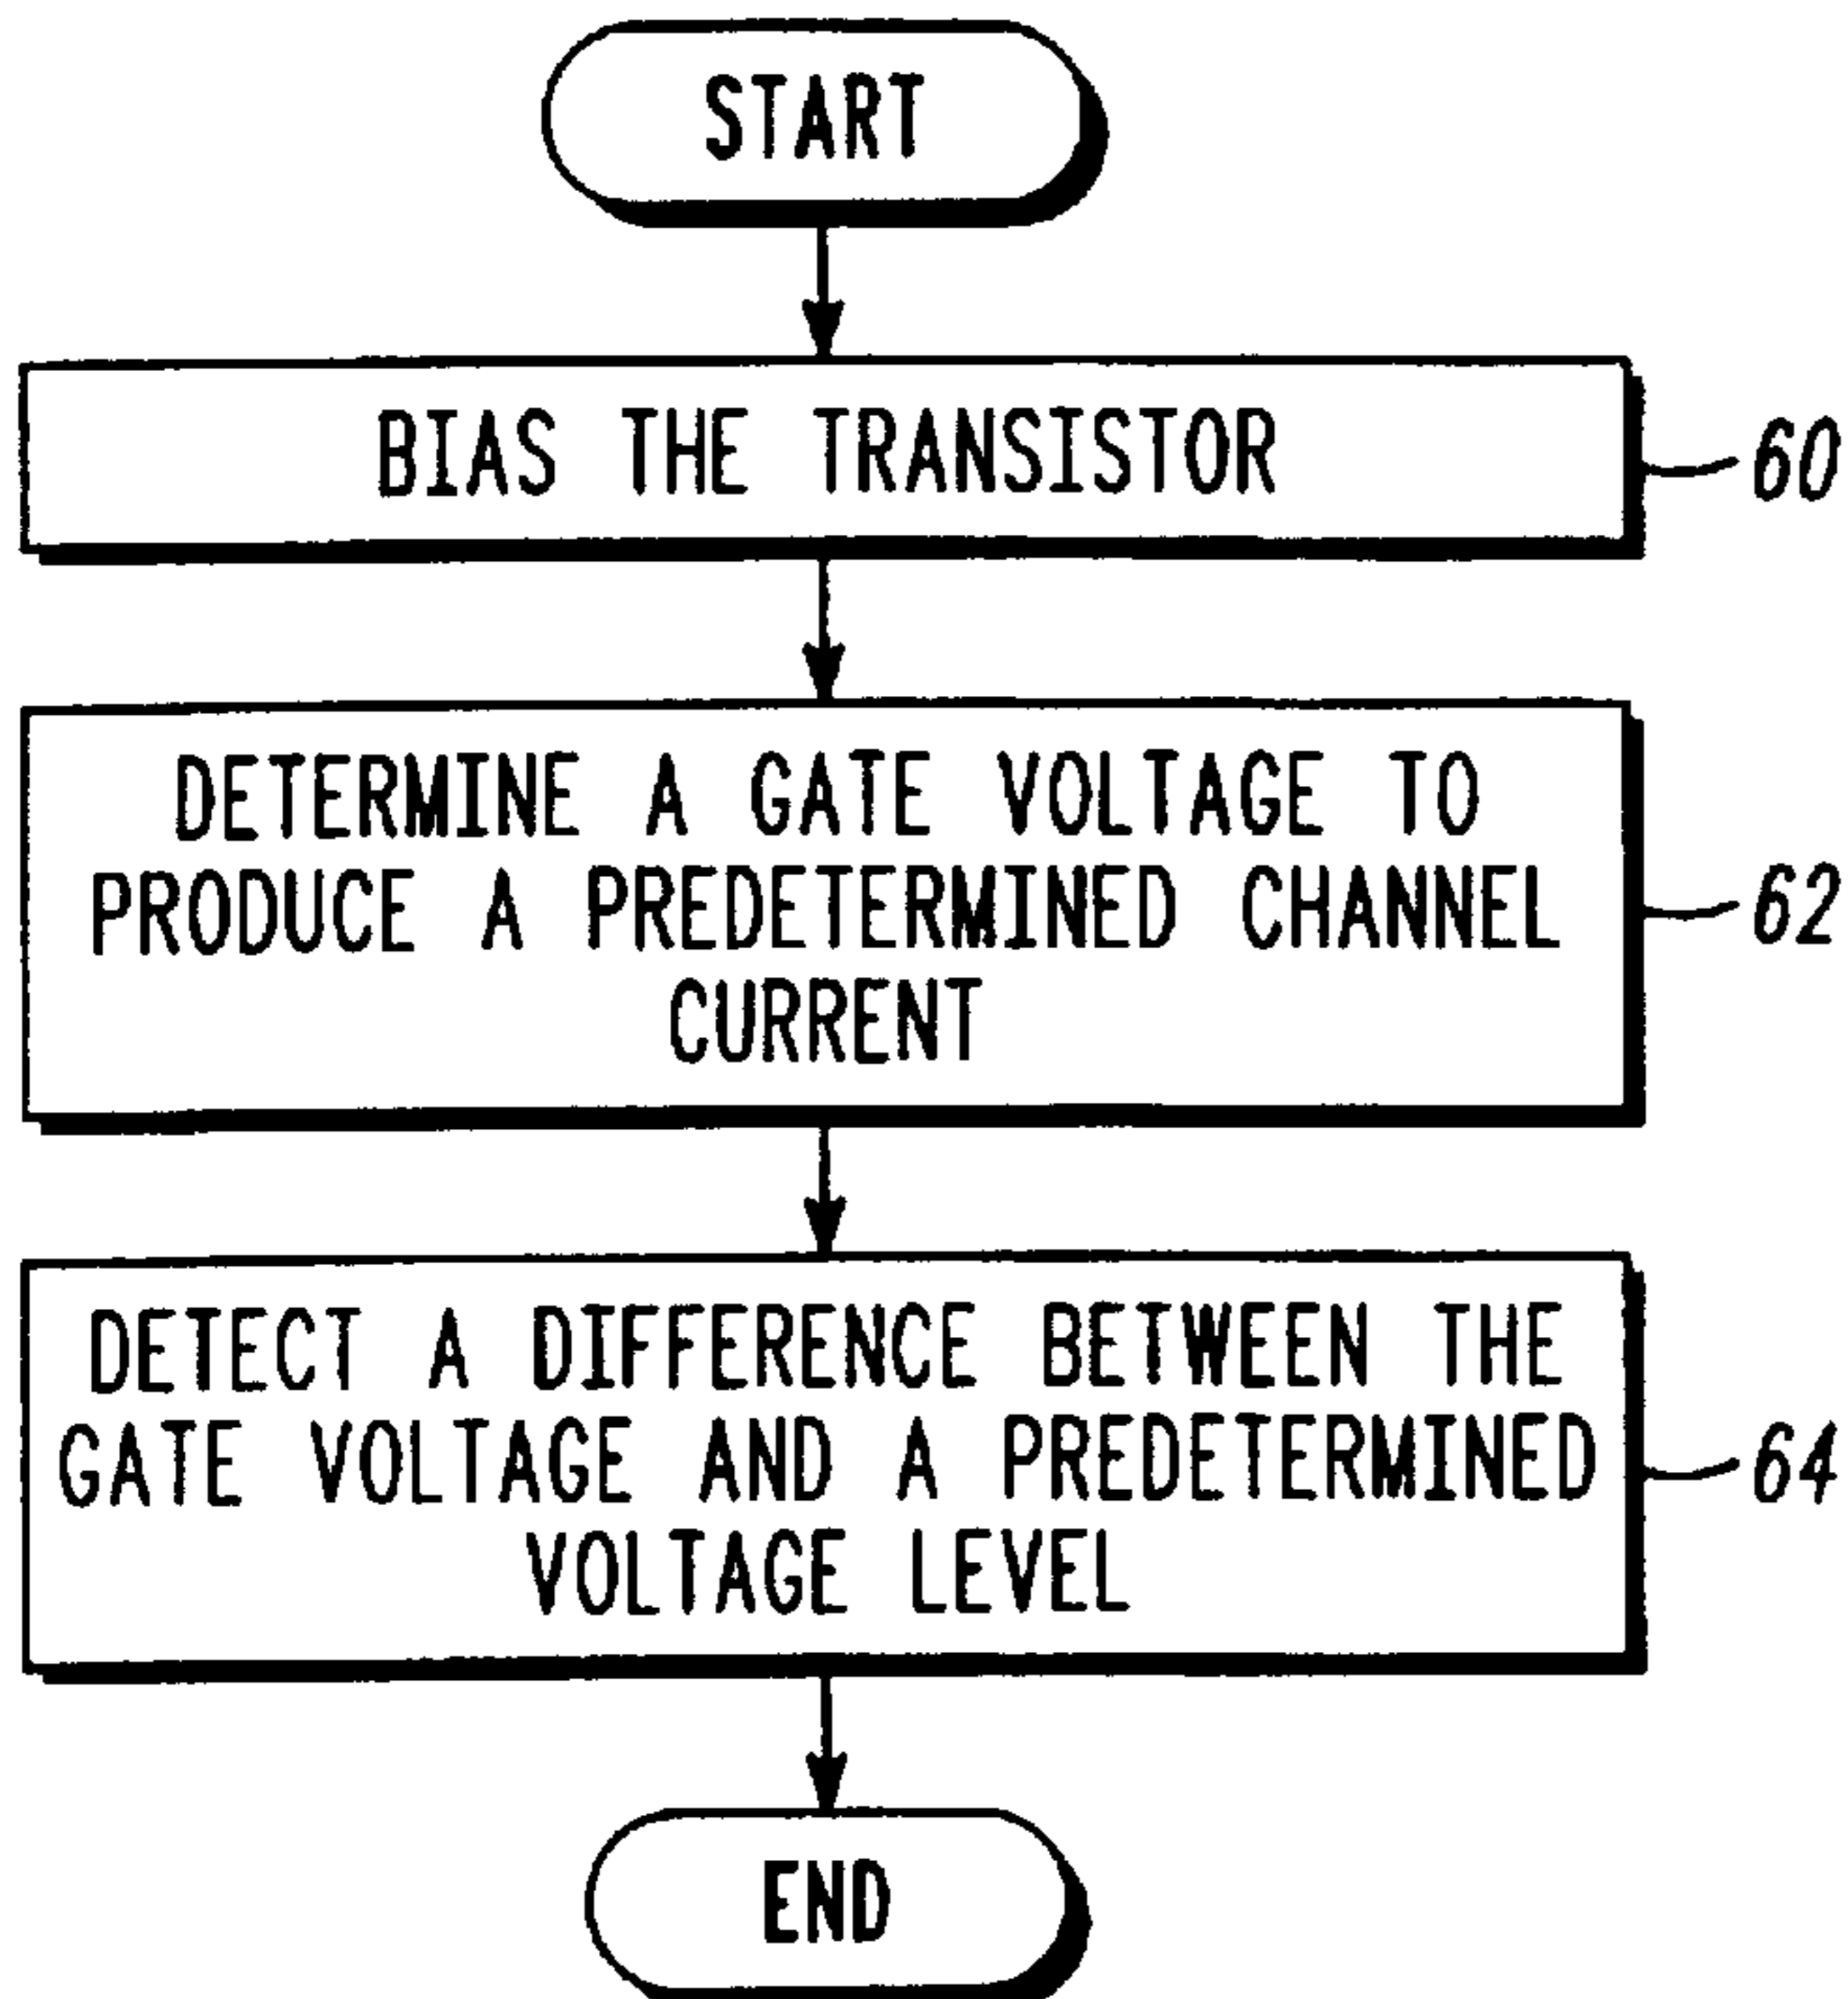 START
BIAS THE TRANSISTOR
60
DETERMINE A GATE VOLTAGE TO
PRODUCE A PREDETERMINED CHANNEL
CURRENT
62
DETECT A DIFFERENCE BETWEEN THE
GATE VOLTAGE AND A PREDETERMINED
VOLTAGE LEVEL
64
END